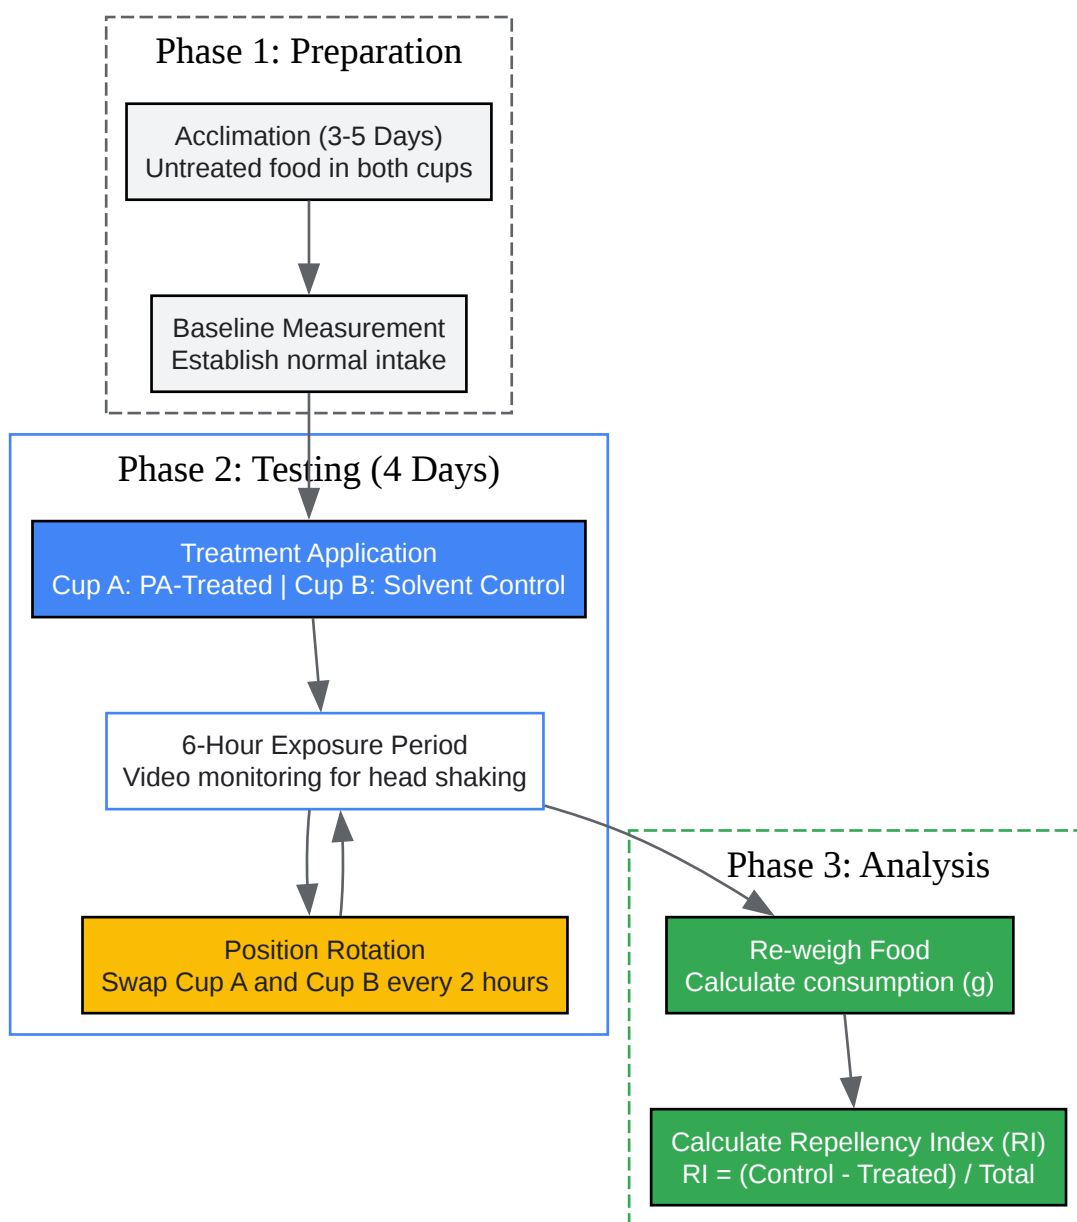 Phase 1: Preparation
Acclimation (3-5 Days)
Untreated food in both cups
Baseline Measurement
Establish normal intake
Phase 2: Testing (4 Days)
Treatment Application
Cup A: PA-Treated | Cup B: Solvent Control
6-Hour Exposure Period
Video monitoring for head shaking
Position Rotation
Swap Cup A and Cup B every 2 hours
Phase 3: Analysis
Re-weigh Food
Calculate consumption (g)
Calculate Repellency Index (RI)
RI = (Control - Treated) / Total